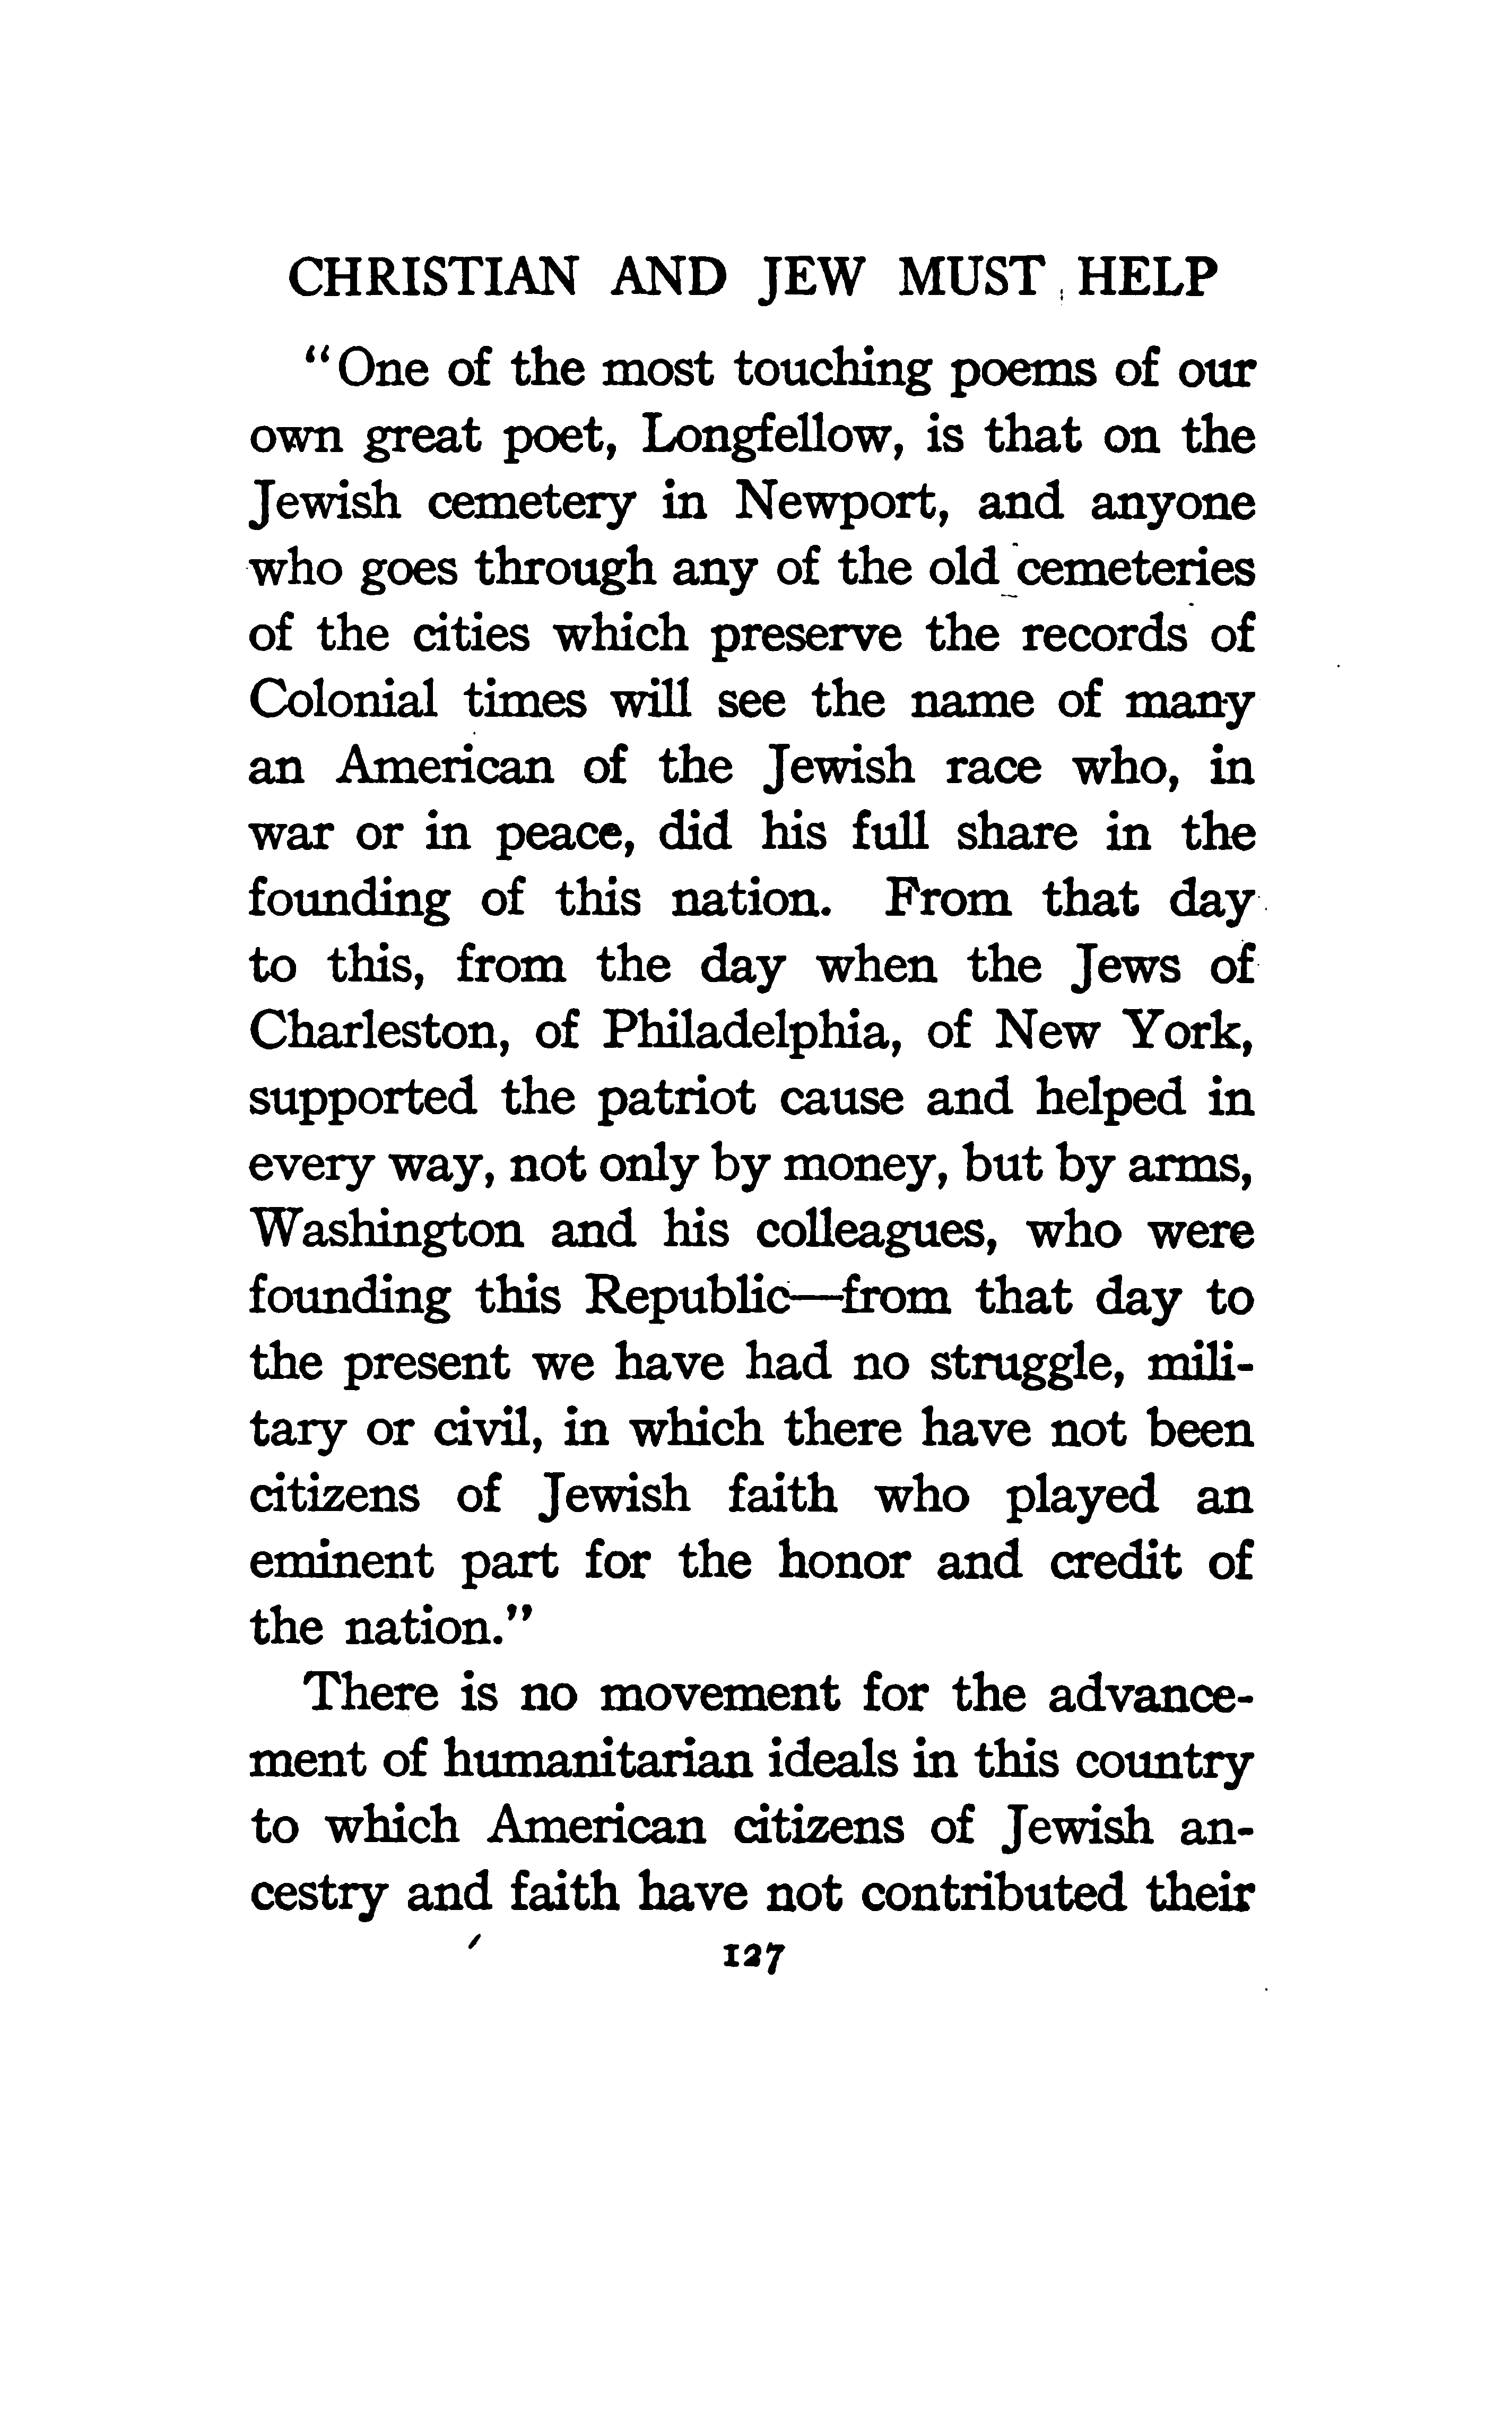 CHRISTIAN AND JEW MUST HELP
"One of the most touching poems of our
own great poet, Longfellow, is that on the
Jewish cemetery in Newport, and anyone
who goes through any of the old cemeteries
of the cities which preserve the records of
Colonial times will see the name of many
an American of the Jewish race who, in
war or in peace, did his full share in the
founding of this nation. From that day
to this, from the day when the Jews of
Charleston, of Philadelphia, of New York,
supported the patriot cause and helped in
every way, not only by money, but by arms,
Washington and his colleagues, who were
founding this Republic—from that day to
the present we have had no struggle, mili-
tary or civil, in which there have not been
citizens of Jewish faith who played an
eminent part for the honor and credit of
the nation."
There is no movement for the advance-
ment of humanitarian ideals in this country
to which American citizens of Jewish an-
cestry and faith have not contributed their
127